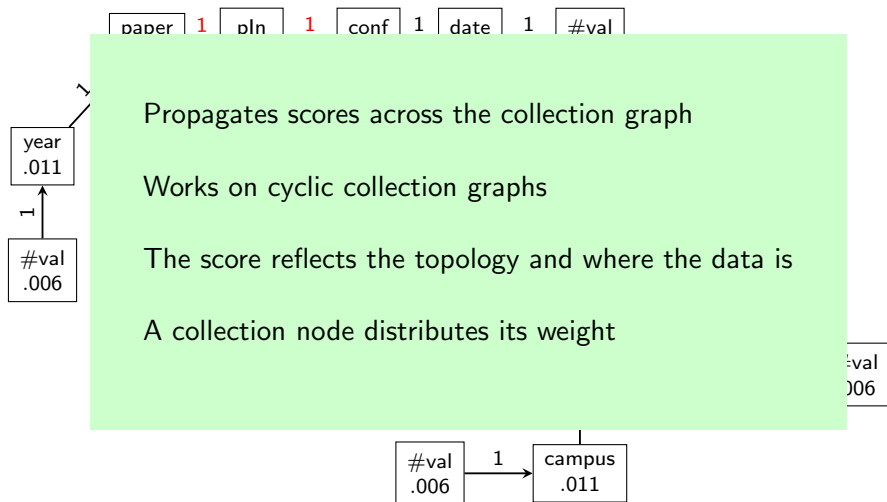 paper 1 pln 1 conf 1 date 1 #val
1
year
.011
1
#val
.006
Propagates scores across the collection graph
Works on cyclic collection graphs
The score reflects the topology and where the data is
A collection node distributes its weight
#val
.006
1
campus
.011